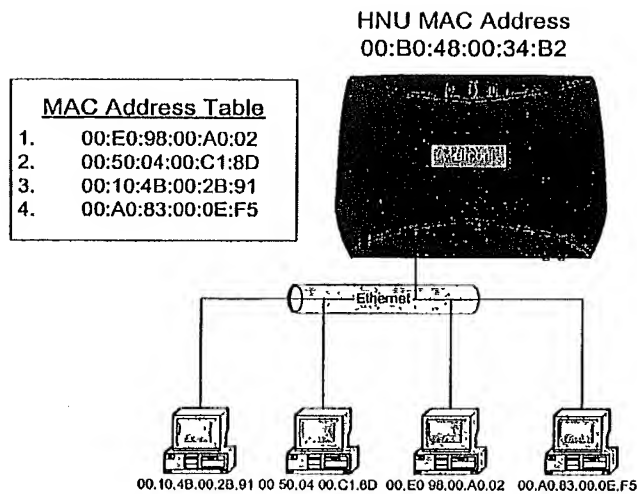 HNU MAC Address
00:B0:48:00:34:B2
MAC Address Table
1. 00:E0:98:00:A0:02
2. 00:50:04:00:C1:8D
3. 00:10:4B:00:2B:91
4. 00:A0:83:00:0E:F5
Ethernet
00.10,4B.00.2B.91 00 50.04 00.C1.8D 00.E0 98.00.A0.02 00.A0.83.00.0E.F5